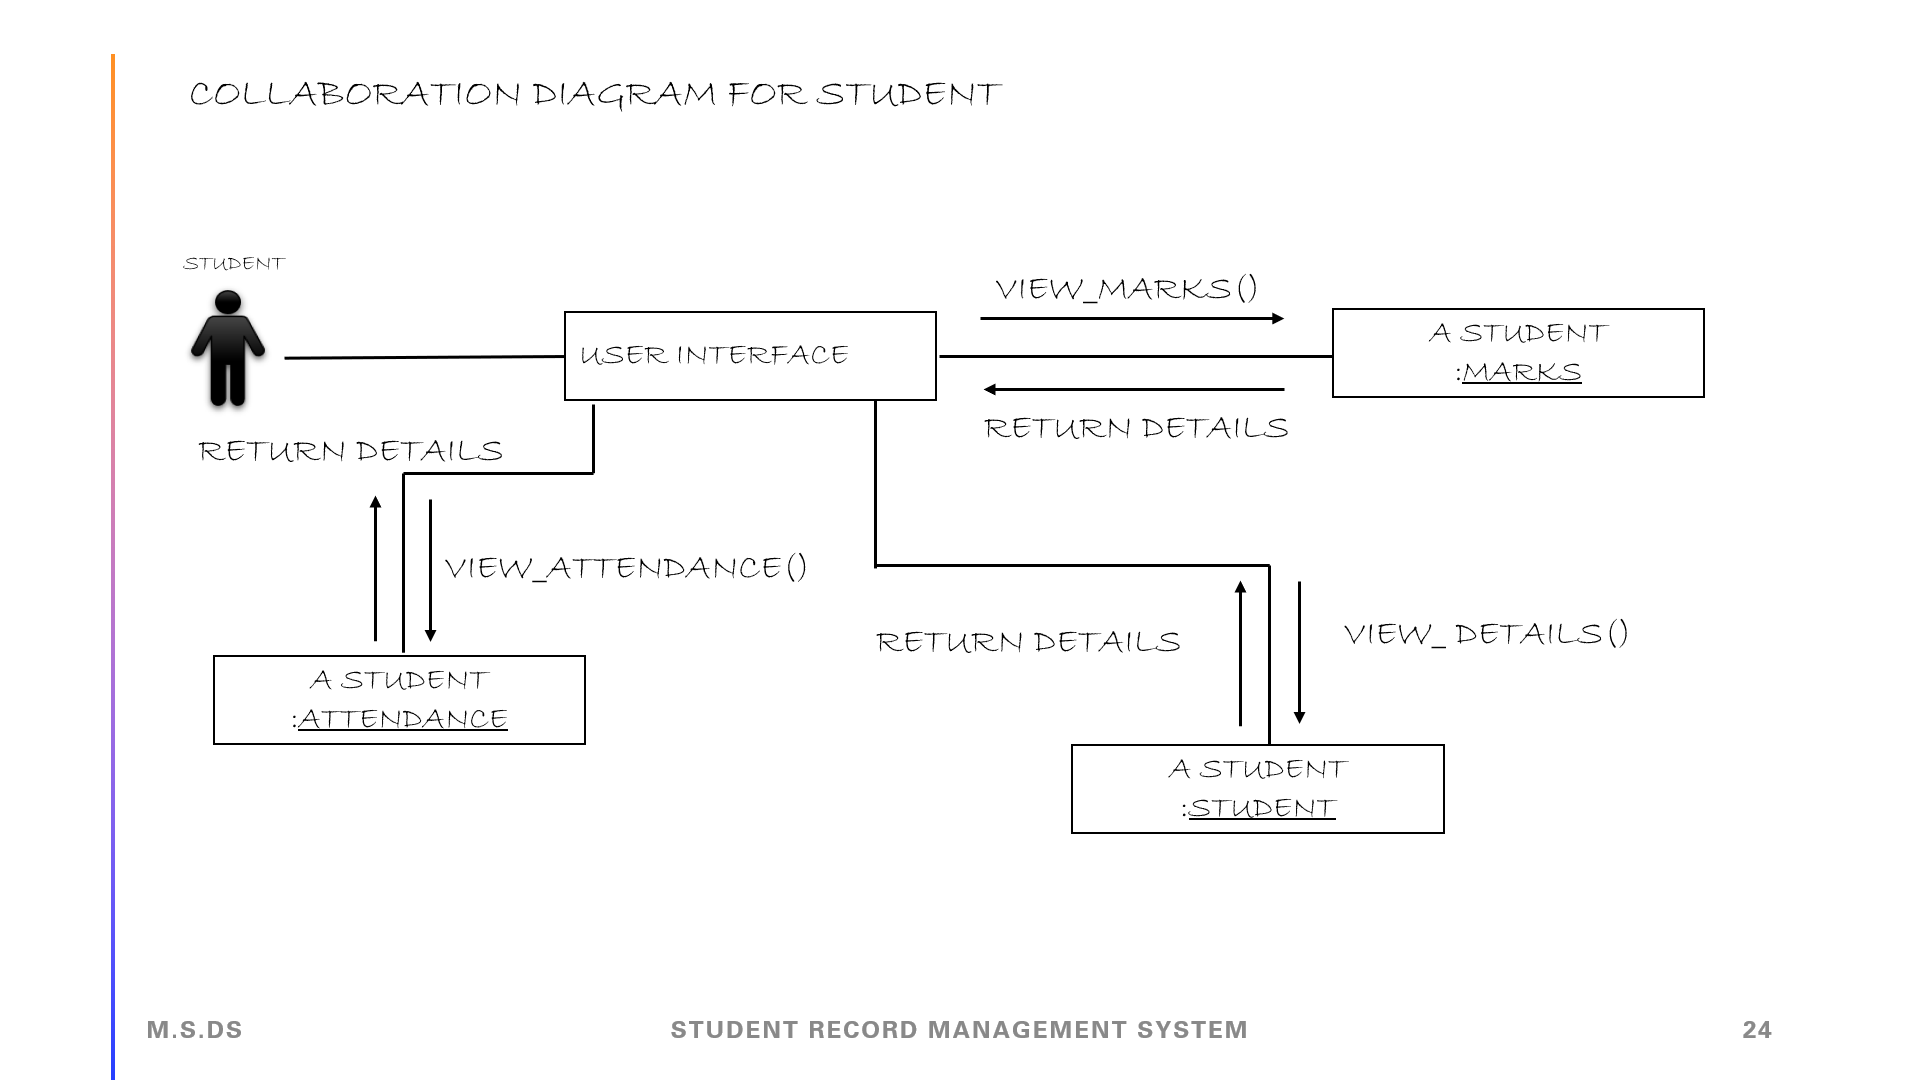 COLLABORATION DIAGRAM FOR STUDENT
STUDENT
VIEW_MARKS()
USER INTERFACE
A STUDENT
:MARKS
RETURN DETAILS
RETURN DETAILS
VIEW_ATTENDANCE()
RETURN DETAILS
VIEW_ DETAILS()
A STUDENT
:ATTENDANCE
A STUDENT
:STUDENT
M.S.DS
STUDENT RECORD MANAGEMENT SYSTEM
24